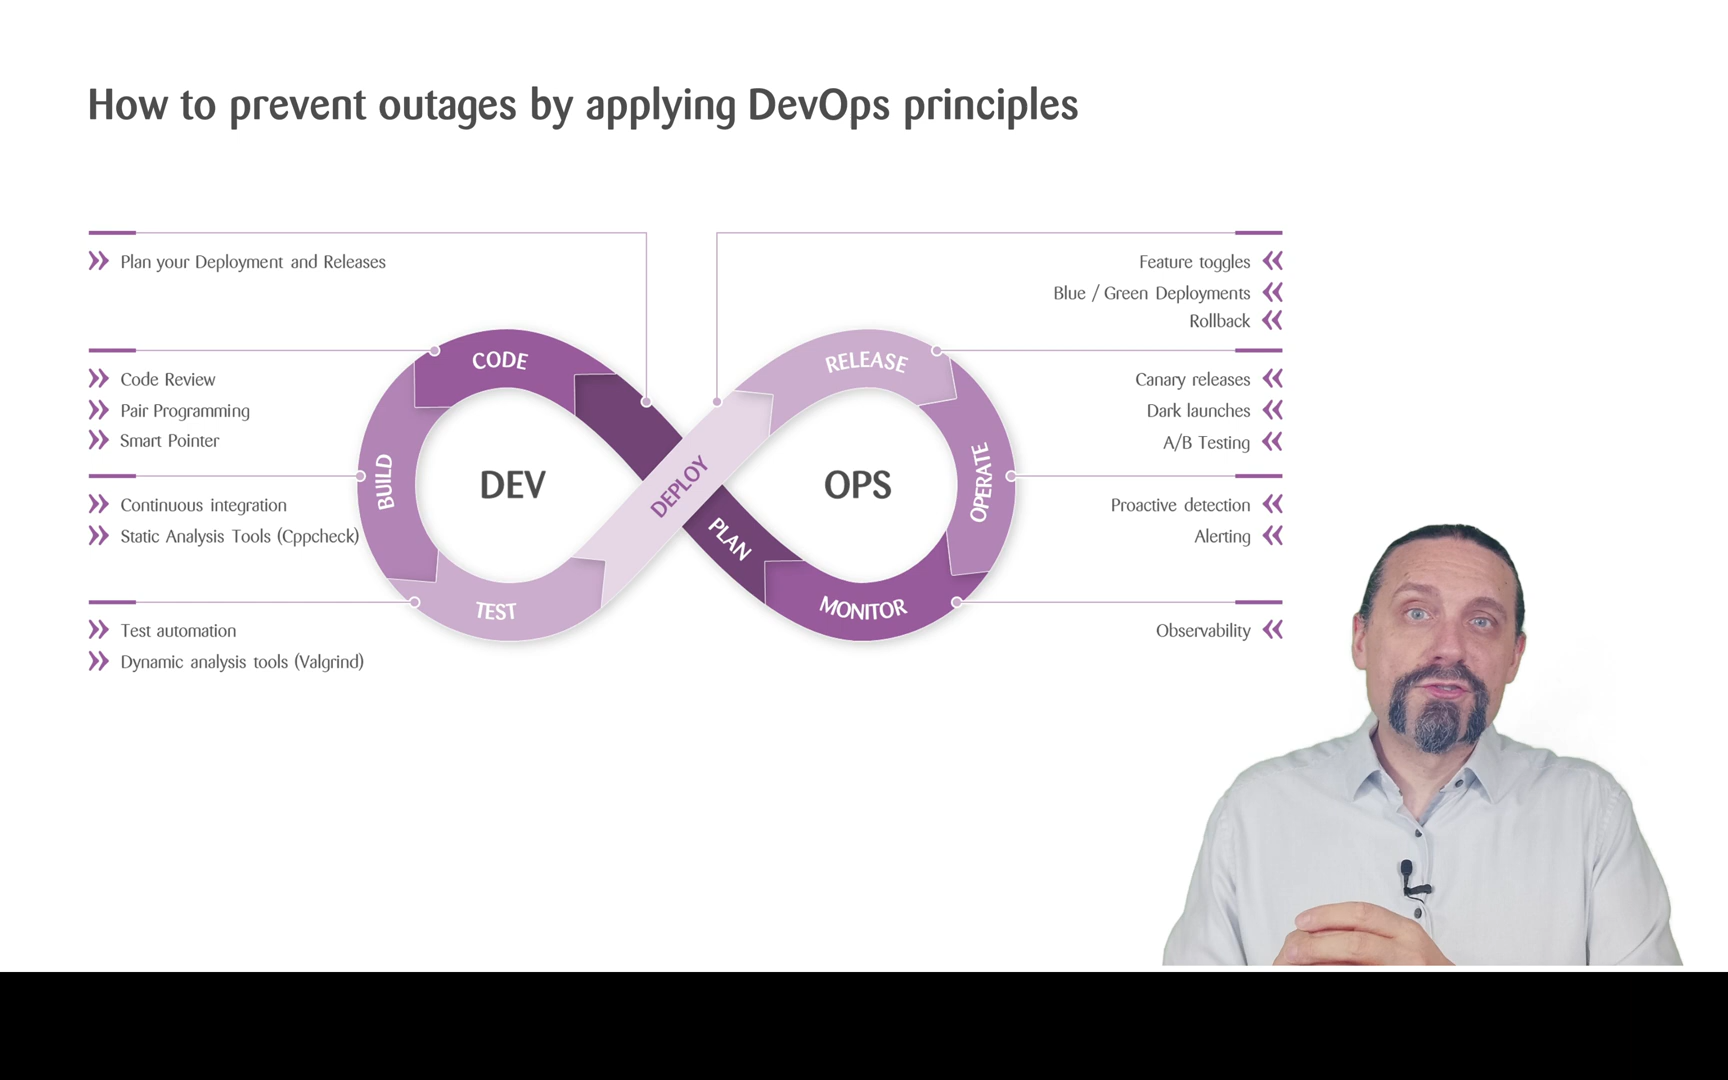 How to prevent outages by applying DevOps principles
Plan your Deployment and Releases
Code Review
Pair Programming
Smart Pointer
Continuous integration
Static Analysis Tools (Cppcheck)
Test automation
Dynamic analysis tools (Valgrind)
CODE
BUILD
DEV
TEST
DEPLOY
PLAN
RELEASE
OPS
OPERATE
MONITOR
Feature toggles
Blue / Green Deployments
Rollback
Canary releases
Dark launches
A/B Testing
Proactive detection
Alerting
Observability